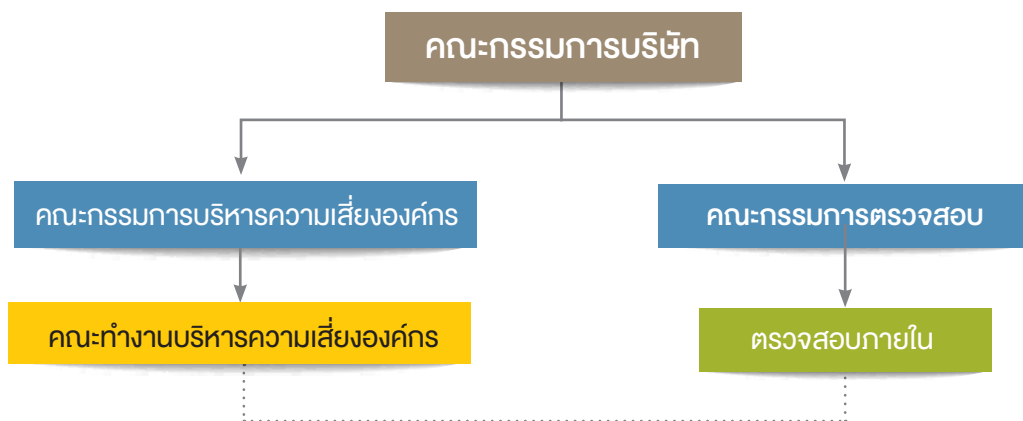 คณะกรรมการบริษัท
คณะกรรมการบริหารความเสี่ยงองค์กร
คณะกรรมการตรวจสอบ
คณะทำงานบริหารความเสี่ยงองค์กร
ตรวจสอบภายใน